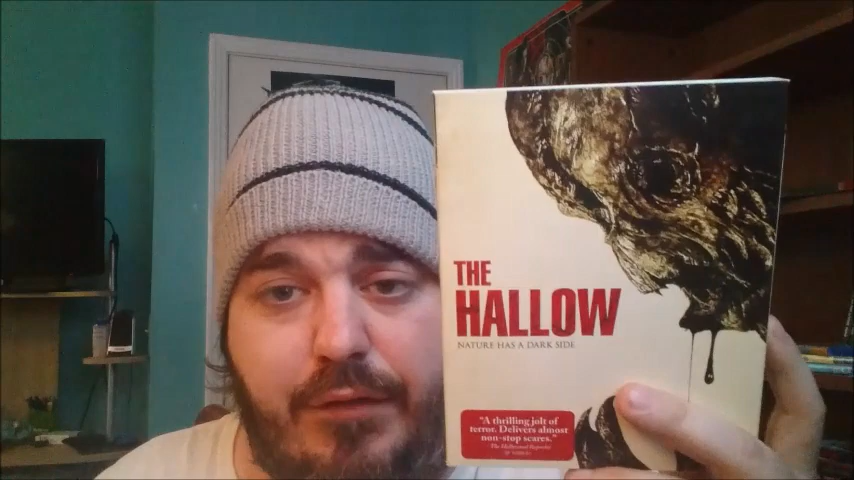 THE
HALLOW
NATURE HAS A DARK SIDE
"A thrilling jolt of
terror. Delivers almost
non-stop scares."
The Hollywood Reporter